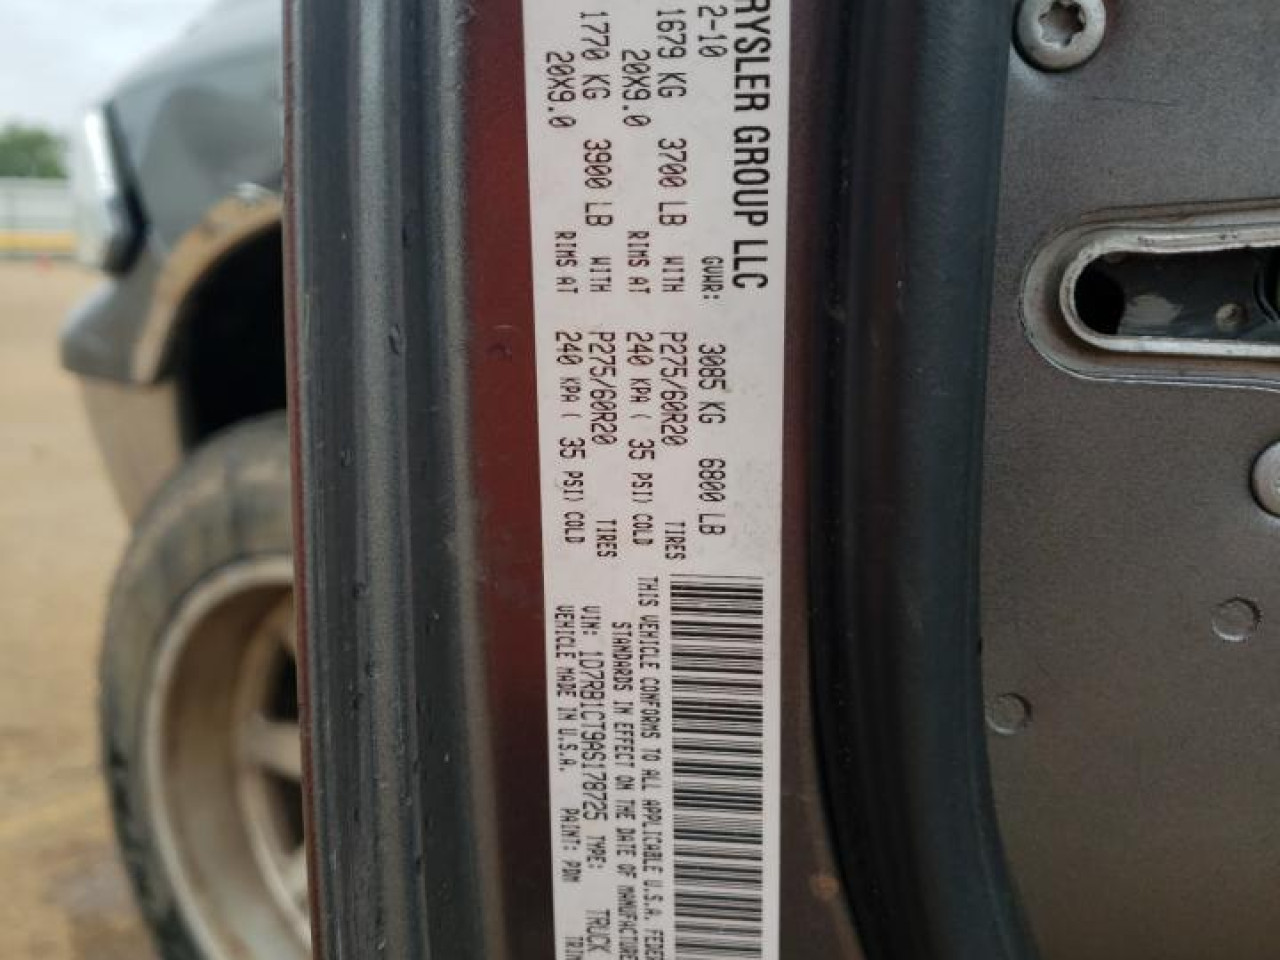 RYSLER GROUP LLC
2-10 GVWR: 3085 KG 6800 LB
1679 KG 3700 LB WITH P275/60R20 TIRES
20X9.0 RIMS AT 240 KPA ( 35 PSI) COLD
1770 KG 3900 LB WITH P275/60R20 TIRES
20X9.0 RIMS AT 240 KPA ( 35 PSI) COLD
THIS VEHICLE CONFORMS TO ALL APPLICABLE U.S.A. FEDER
STANDARDS IN EFFECT ON THE DATE OF MANUFACTURE
VIN: 1D7RB1CT9AS178725 TYPE: TRUCK
VEHICLE MADE IN U.S.A. PAINT: PDM TRIM